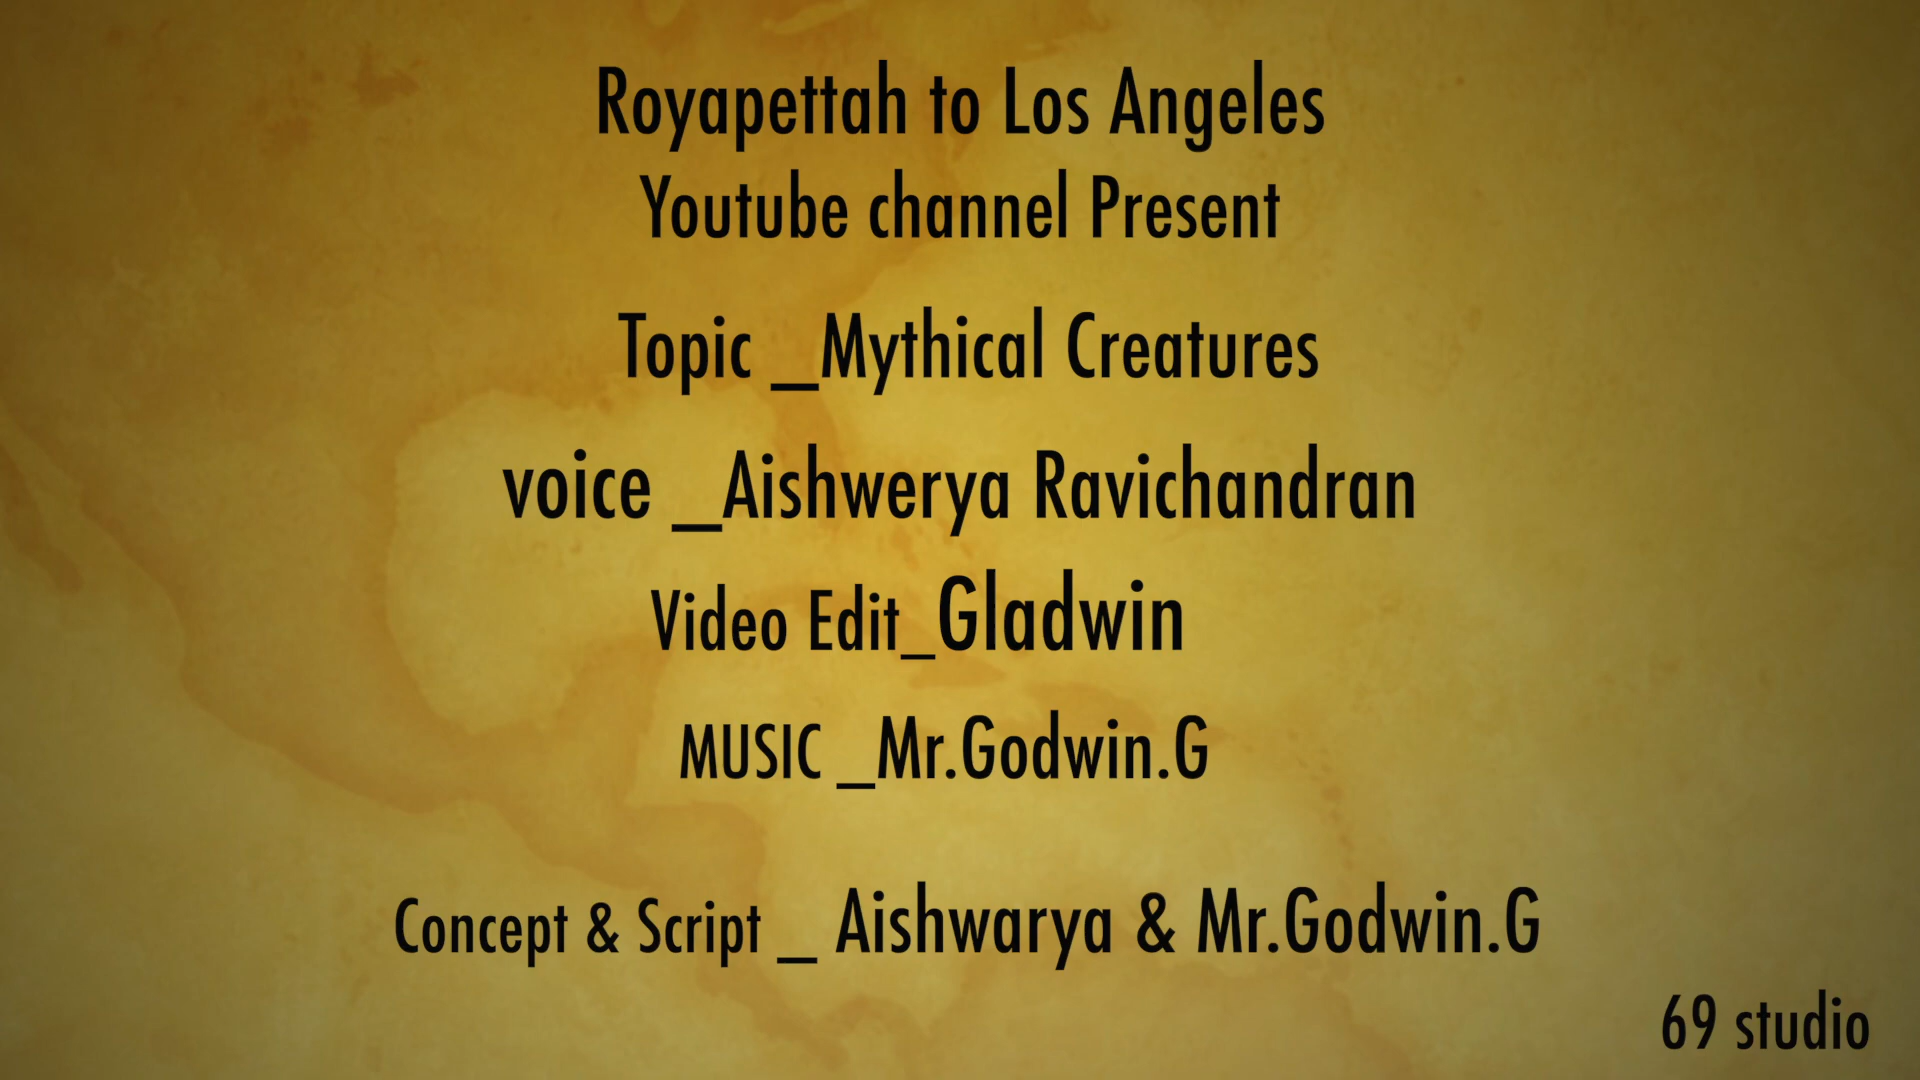 Royapettah to Los Angeles
Youtube channel Present
Topic _Mythical Creatures
voice _Aishwerya Ravichandran
Video Edit_Gladwin
MUSIC _Mr.Godwin.G
Concept & Script _ Aishwarya & Mr.Godwin.G
69 studio